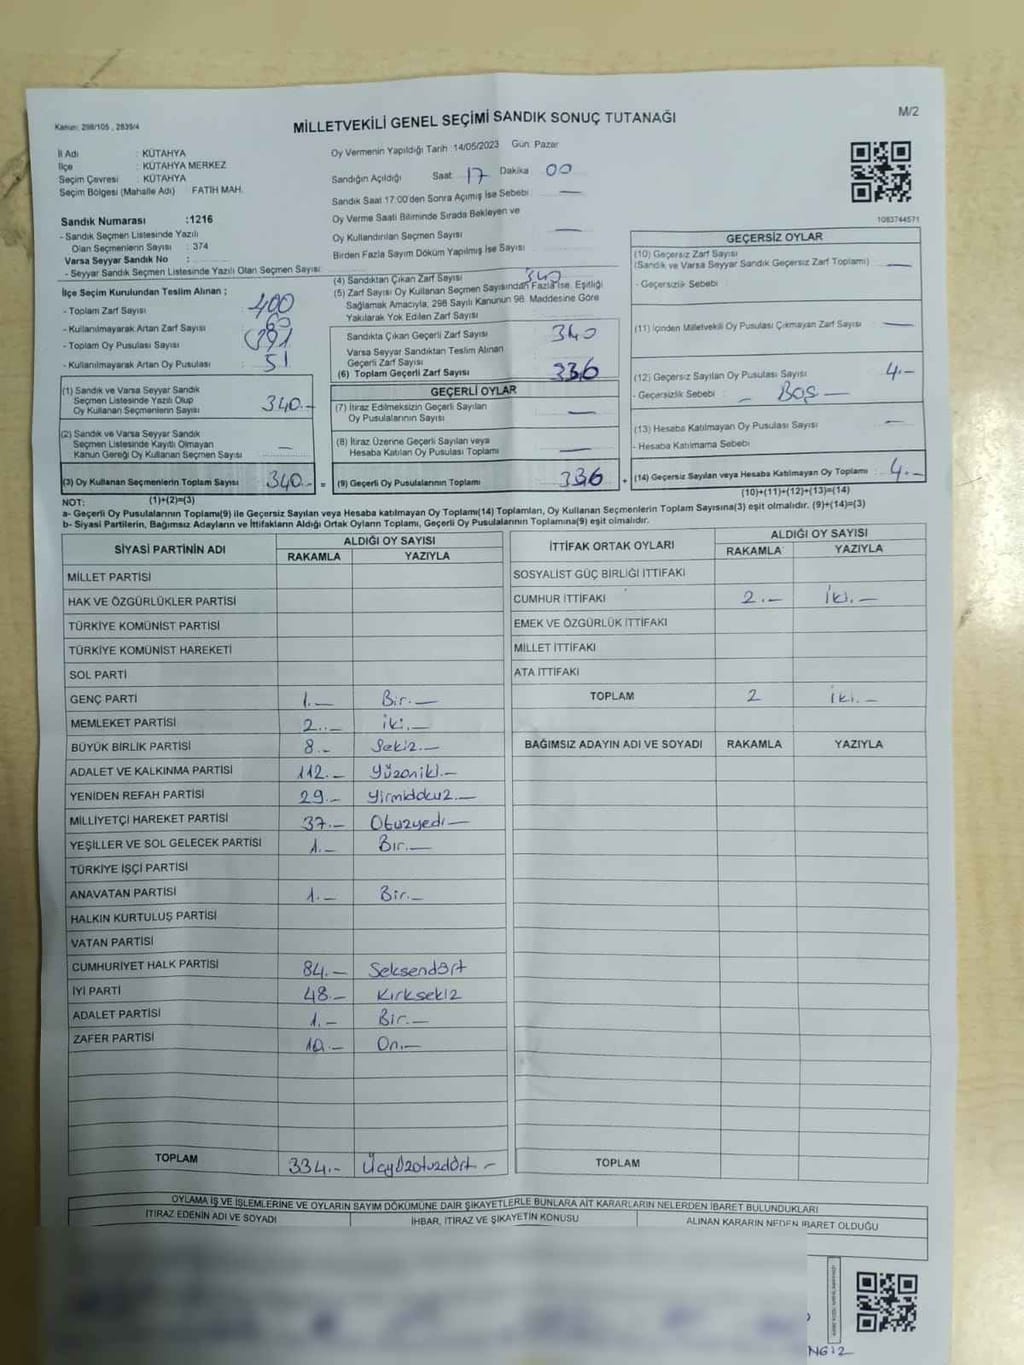 Kanun: 298/105 , 2839/4
MİLLETVEKİLİ GENEL SEÇİMİ SANDIK SONUÇ TUTANAĞI
M/2
İl Adı : KÜTAHYA
İlçe : KÜTAHYA MERKEZ
Seçim Çevresi : KÜTAHYA
Seçim Bölgesi (Mahalle Adı) FATİH MAH.
Sandık Numarası :1216
- Sandık Seçmen Listesinde Yazılı
Olan Seçmenlerin Sayısı : 374
Varsa Seyyar Sandık No :
- Seyyar Sandık Seçmen Listesinde Yazılı Olan Seçmen Sayısı:
Oy Vermenin Yapıldığı Tarih :14/05/2023 Gün: Pazar
Sandığın Açıldığı Saat: 17 Dakika 00
Sandık Saat 17:00'den Sonra Açımış İse Sebebi —
Oy Verme Saati Bitiminde Sırada Bekleyen ve
Oy Kullandırılan Seçmen Sayısı —
Birden Fazla Sayım Döküm Yapılmış İse Sayısı
1083744571
İlçe Seçim Kurulundan Teslim Alınan ;
- Toplam Zarf Sayısı 400
- Kullanılmayarak Artan Zarf Sayısı 60
- Toplam Oy Pusulası Sayısı 391
- Kullanılmayarak Artan Oy Pusulası 51
(1) Sandık ve Varsa Seyyar Sandık
Seçmen Listesinde Yazılı Olup
Oy Kullanan Seçmenlerin Sayısı 340.-
(2) Sandık ve Varsa Seyyar Sandık
Seçmen Listesinde Kayıtlı Olmayan
Kanun Gereği Oy Kullanan Seçmen Sayısı —
(3) Oy Kullanan Seçmenlerin Toplam Sayısı 340.- =
(4) Sandıktan Çıkan Zarf Sayısı 340
(5) Zarf Sayısı Oy Kullanan Seçmen Sayısından Fazla İse, Eşitliği
Sağlamak Amacıyla, 298 Sayılı Kanunun 98. Maddesine Göre
Yakılarak Yok Edilen Zarf Sayısı
Sandıkta Çıkan Geçerli Zarf Sayısı 340
Varsa Seyyar Sandıktan Teslim Alınan
Geçerli Zarf Sayısı
(6) Toplam Geçerli Zarf Sayısı 336
GEÇERLİ OYLAR
(7) İtiraz Edilmeksizin Geçerli Sayılan
Oy Pusulalarının Sayısı —
(8) İtiraz Üzerine Geçerli Sayılan veya
Hesaba Katılan Oy Pusulası Toplamı —
(9) Geçerli Oy Pusulalarının Toplamı 336 +
GEÇERSİZ OYLAR
(10) Geçersiz Zarf Sayısı
(Sandık ve Varsa Seyyar Sandık Geçersiz Zarf Toplamı) —
- Geçersizlik Sebebi
(11) İçinden Milletvekili Oy Pusulası Çıkmayan Zarf Sayısı —
(12) Geçersiz Sayılan Oy Pusulası Sayısı 4.-
- Geçersizlik Sebebi — Boş —
(13) Hesaba Katılmayan Oy Pusulası Sayısı —
- Hesaba Katılmama Sebebi
(14) Geçersiz Sayılan veya Hesaba Katılmayan Oy Toplamı 4.-
NOT: (1)+(2)=(3)
(10)+(11)+(12)+(13)=(14)
a- Geçerli Oy Pusulalarının Toplamı(9) ile Geçersiz Sayılan veya Hesaba katılmayan Oy Toplamı(14) Toplamları, Oy Kullanan Seçmenlerin Toplam Sayısına(3) eşit olmalıdır. (9)+(14)=(3)
b- Siyasi Partilerin, Bağımsız Adayların ve İttifakların Aldığı Ortak Oyların Toplamı, Geçerli Oy Pusulalarının Toplamına(9) eşit olmalıdır.
SİYASİ PARTİNİN ADI ALDIĞI OY SAYISI
RAKAMLA YAZIYLA
MİLLET PARTİSİ
HAK VE ÖZGÜRLÜKLER PARTİSİ
TÜRKİYE KOMÜNİST PARTİSİ
TÜRKİYE KOMÜNİST HAREKETİ
SOL PARTİ
GENÇ PARTİ 1.— Bir.—
MEMLEKET PARTİSİ 2.— iki.—
BÜYÜK BİRLİK PARTİSİ 8.- Sekiz.—
ADALET VE KALKINMA PARTİSİ 112.— Yüzoniki.—
YENİDEN REFAH PARTİSİ 29.— Yirmidokuz.—
MİLLİYETÇİ HAREKET PARTİSİ 37.— Otuzyedi—
YEŞİLLER VE SOL GELECEK PARTİSİ 1.— Bir.—
TÜRKİYE İŞÇİ PARTİSİ
ANAVATAN PARTİSİ 1.— Bir.—
HALKIN KURTULUŞ PARTİSİ
VATAN PARTİSİ
CUMHURİYET HALK PARTİSİ 84.— Seksendört
İYİ PARTİ 48.— Kırksekiz
ADALET PARTİSİ 1.— Bir.—
ZAFER PARTİSİ 10.— On.—
TOPLAM 334.- Üçyüzotuzdört -
İTTİFAK ORTAK OYLARI ALDIĞI OY SAYISI
RAKAMLA YAZIYLA
SOSYALİST GÜÇ BİRLİĞİ İTTİFAKI
CUMHUR İTTİFAKI 2.— İki.—
EMEK VE ÖZGÜRLÜK İTTİFAKI
MİLLET İTTİFAKI
ATA İTTİFAKI
TOPLAM 2 iki.—
BAĞIMSIZ ADAYIN ADI VE SOYADI RAKAMLA YAZIYLA
TOPLAM
OYLAMA İŞ VE İŞLEMLERİNE VE OYLARIN SAYIM DÖKÜMÜNE DAİR ŞİKAYETLERLE BUNLARA AİT KARARLARIN NELERDEN İBARET BULUNDUKLARI
İTİRAZ EDENİN ADI VE SOYADI İHBAR, İTİRAZ VE ŞİKAYETİN KONUSU ALINAN KARARIN NEDEN İBARET OLDUĞU